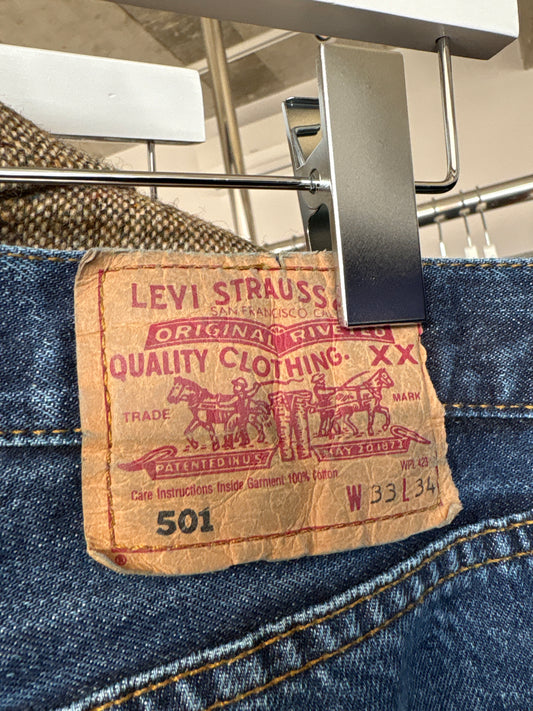 LEVI STRAUSS &
SAN FRANCISCO, CAL
ORIGINAL RIVETED
QUALITY CLOTHING. XX
TRADE MARK
PATENTED IN U.S. MAY 20 1873
WPL 423
Care Instructions Inside Garment 100% Cotton
501 W 33 L 34
®